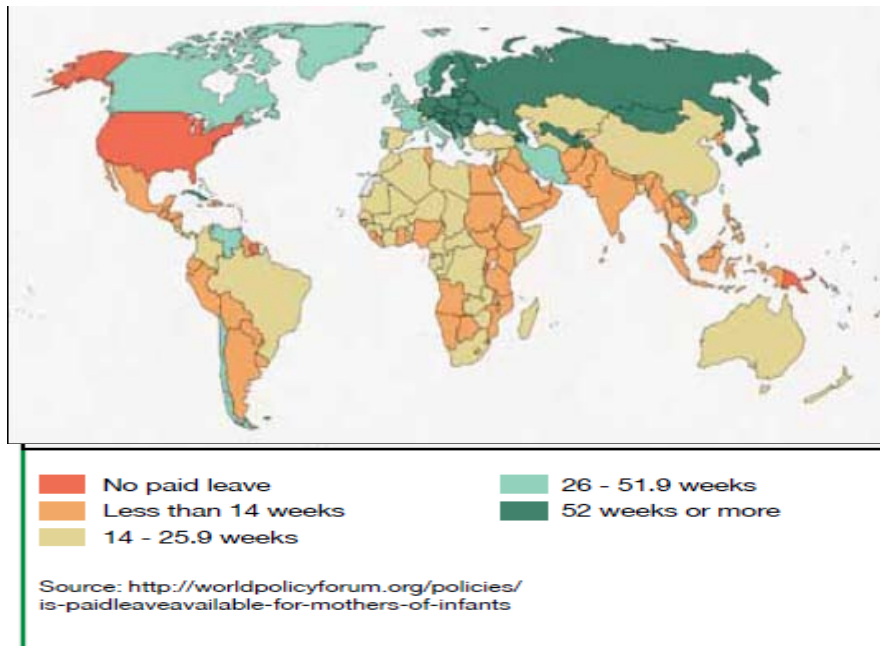 No paid leave
Less than 14 weeks
14 - 25.9 weeks
26 - 51.9 weeks
52 weeks or more
Source: http://worldpolicyforum.org/policies/
is-paidleaveavailable-for-mothers-of-infants